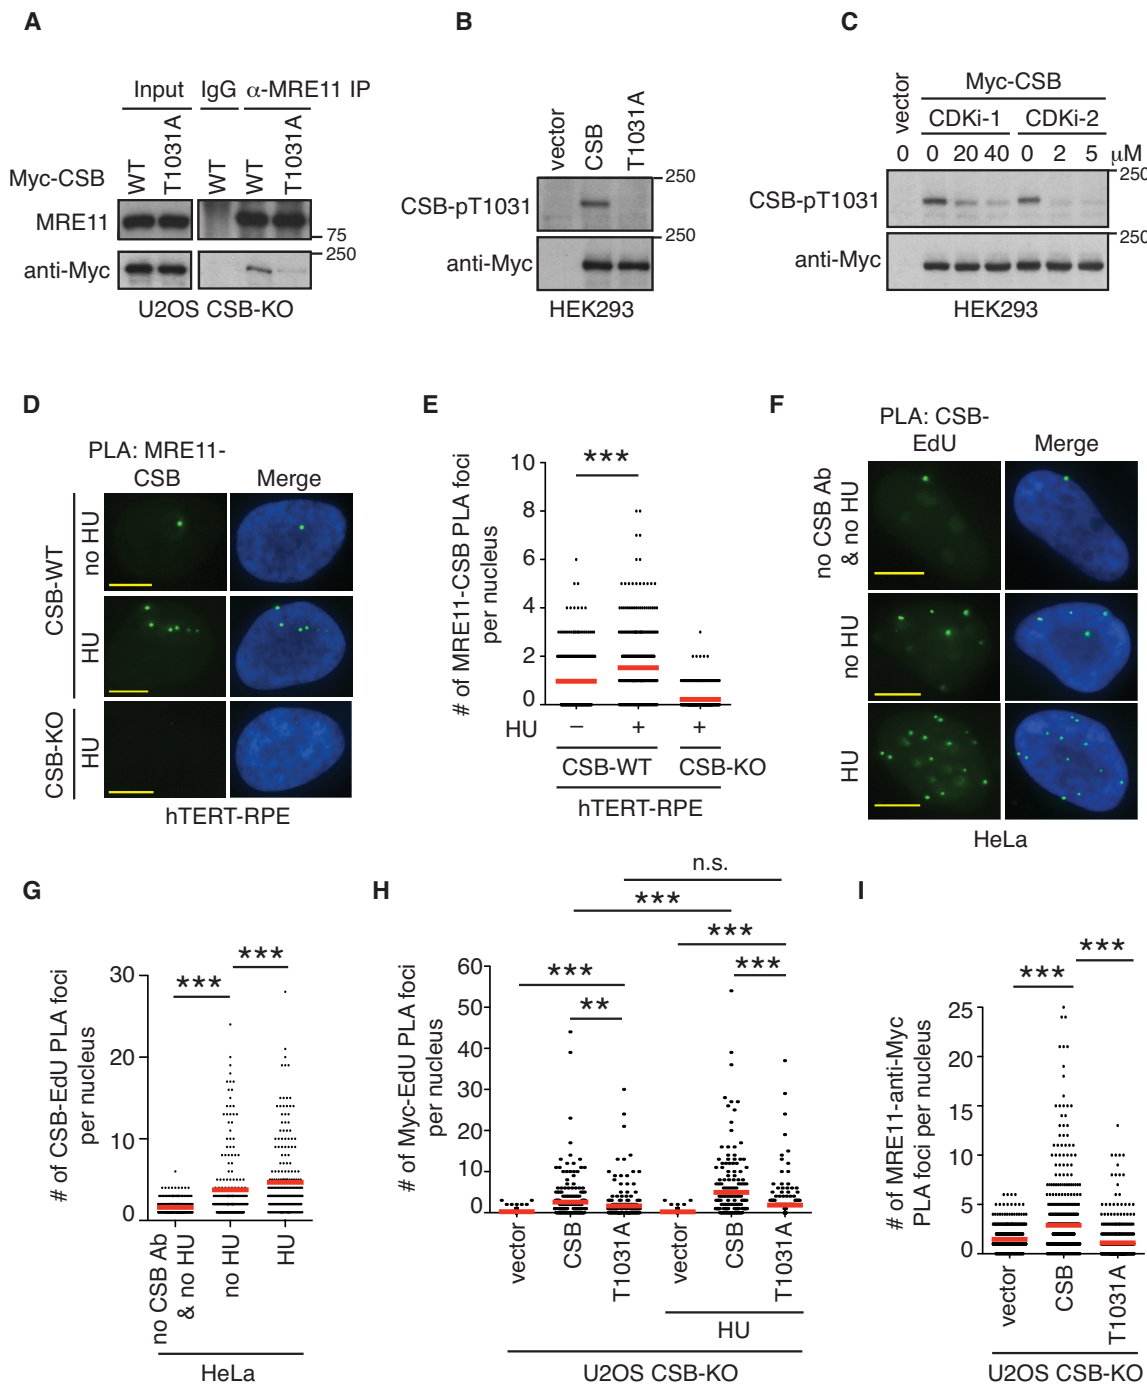 A
Input IgG α-MRE11 IP
Myc-CSB WT T1031A WT WT T1031A
MRE11
75
250
anti-Myc
U2OS CSB-KO
B
vector CSB T1031A
250
CSB-pT1031
250
anti-Myc
HEK293
C
vector Myc-CSB
CDKi-1 CDKi-2
0 0 20 40 0 2 5 μM
250
CSB-pT1031
250
anti-Myc
HEK293
D
PLA: MRE11-
CSB Merge
CSB-WT
no HU
HU
CSB-KO
HU
hTERT-RPE
E
# of MRE11-CSB PLA foci
per nucleus
10
8
6
4
2
0
***
HU – + +
CSB-WT CSB-KO
hTERT-RPE
F
PLA: CSB-
EdU Merge
no CSB Ab
& no HU
no HU
HU
HeLa
G
# of CSB-EdU PLA foci
per nucleus
30
20
10
0
*** ***
no CSB Ab
& no HU
no HU
HU
HeLa
H
# of Myc-EdU PLA foci
per nucleus
60
50
40
30
20
10
0
n.s.
***
***
*** ***
**
vector CSB T1031A vector CSB T1031A
HU
U2OS CSB-KO
I
# of MRE11-anti-Myc
PLA foci per nucleus
25
20
15
10
5
0
***
***
vector CSB T1031A
U2OS CSB-KO